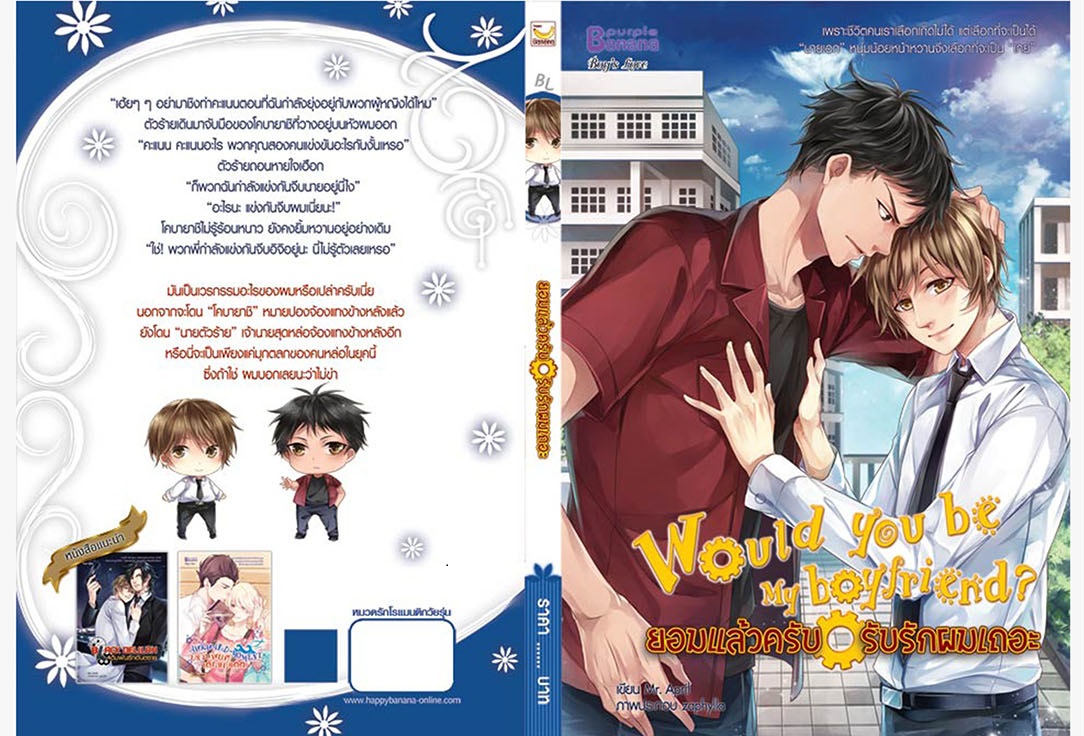 “เฮ้ยๆ ๆ อย่ามาชิงทำคะแนนตอนที่ฉันกำลังยุ่งอยู่กับพวกผู้หญิงได้ไหม”
ตัวร้ายเดินมาจับมือของโคบายาชิที่วางอยู่บนหัวผมออก
“คะแนน คะแนนอะไร พวกคุณสองคนแข่งขันอะไรกันงั้นเหรอ”
ตัวร้ายถอนหายใจเฮือก
“ก็พวกฉันกำลังแข่งกันจีบนายอยู่นี่ไง”
“อะไรนะ แข่งกันจีบผมเนี่ยนะ!”
โคบายาชิไม่รู้ร้อนหนาว ยังคงยิ้มหวานอยู่อย่างเดิม
“ใช่! พวกพี่กำลังแข่งกันจีบอิจิอยู่นะ นี่ไม่รู้ตัวเลยเหรอ”
มันเป็นเวรกรรมอะไรของผมหรือเปล่าครับเนี่ย
นอกจากจะโดน “โคบายาชิ” หมายปองจ้องแทงข้างหลังแล้ว
ยังโดน “นายตัวร้าย” เจ้านายสุดหล่อจ้องแทงข้างหลังอีก
หรือนี่จะเป็นเพียงแค่มุกตลกของคนหล่อในยุคนี้
ซึ่งถ้าใช่ ผมบอกเลยนะว่าไม่ขำ
หนังสือแนะนำ
หมวดรักโรแมนติกวัยรุ่น
www.happybanana-online.com
BL
ยอมแล้วครับ รับรักผมเถอะ
ราคา
บาท
purple
Banana
Boy's Love
เพราะชีวิตคนเราเลือกเกิดไม่ได้ แต่เลือกที่จะเป็นได้
หนุ่มน้อยหน้าหวานจึงเลือกที่จะเป็น “เกย์”
Would you be
My boyfriend?
ยอมแล้วครับ รับรักผมเถอะ
เขียน Mr. April
ภาพประกอบ zaphylla